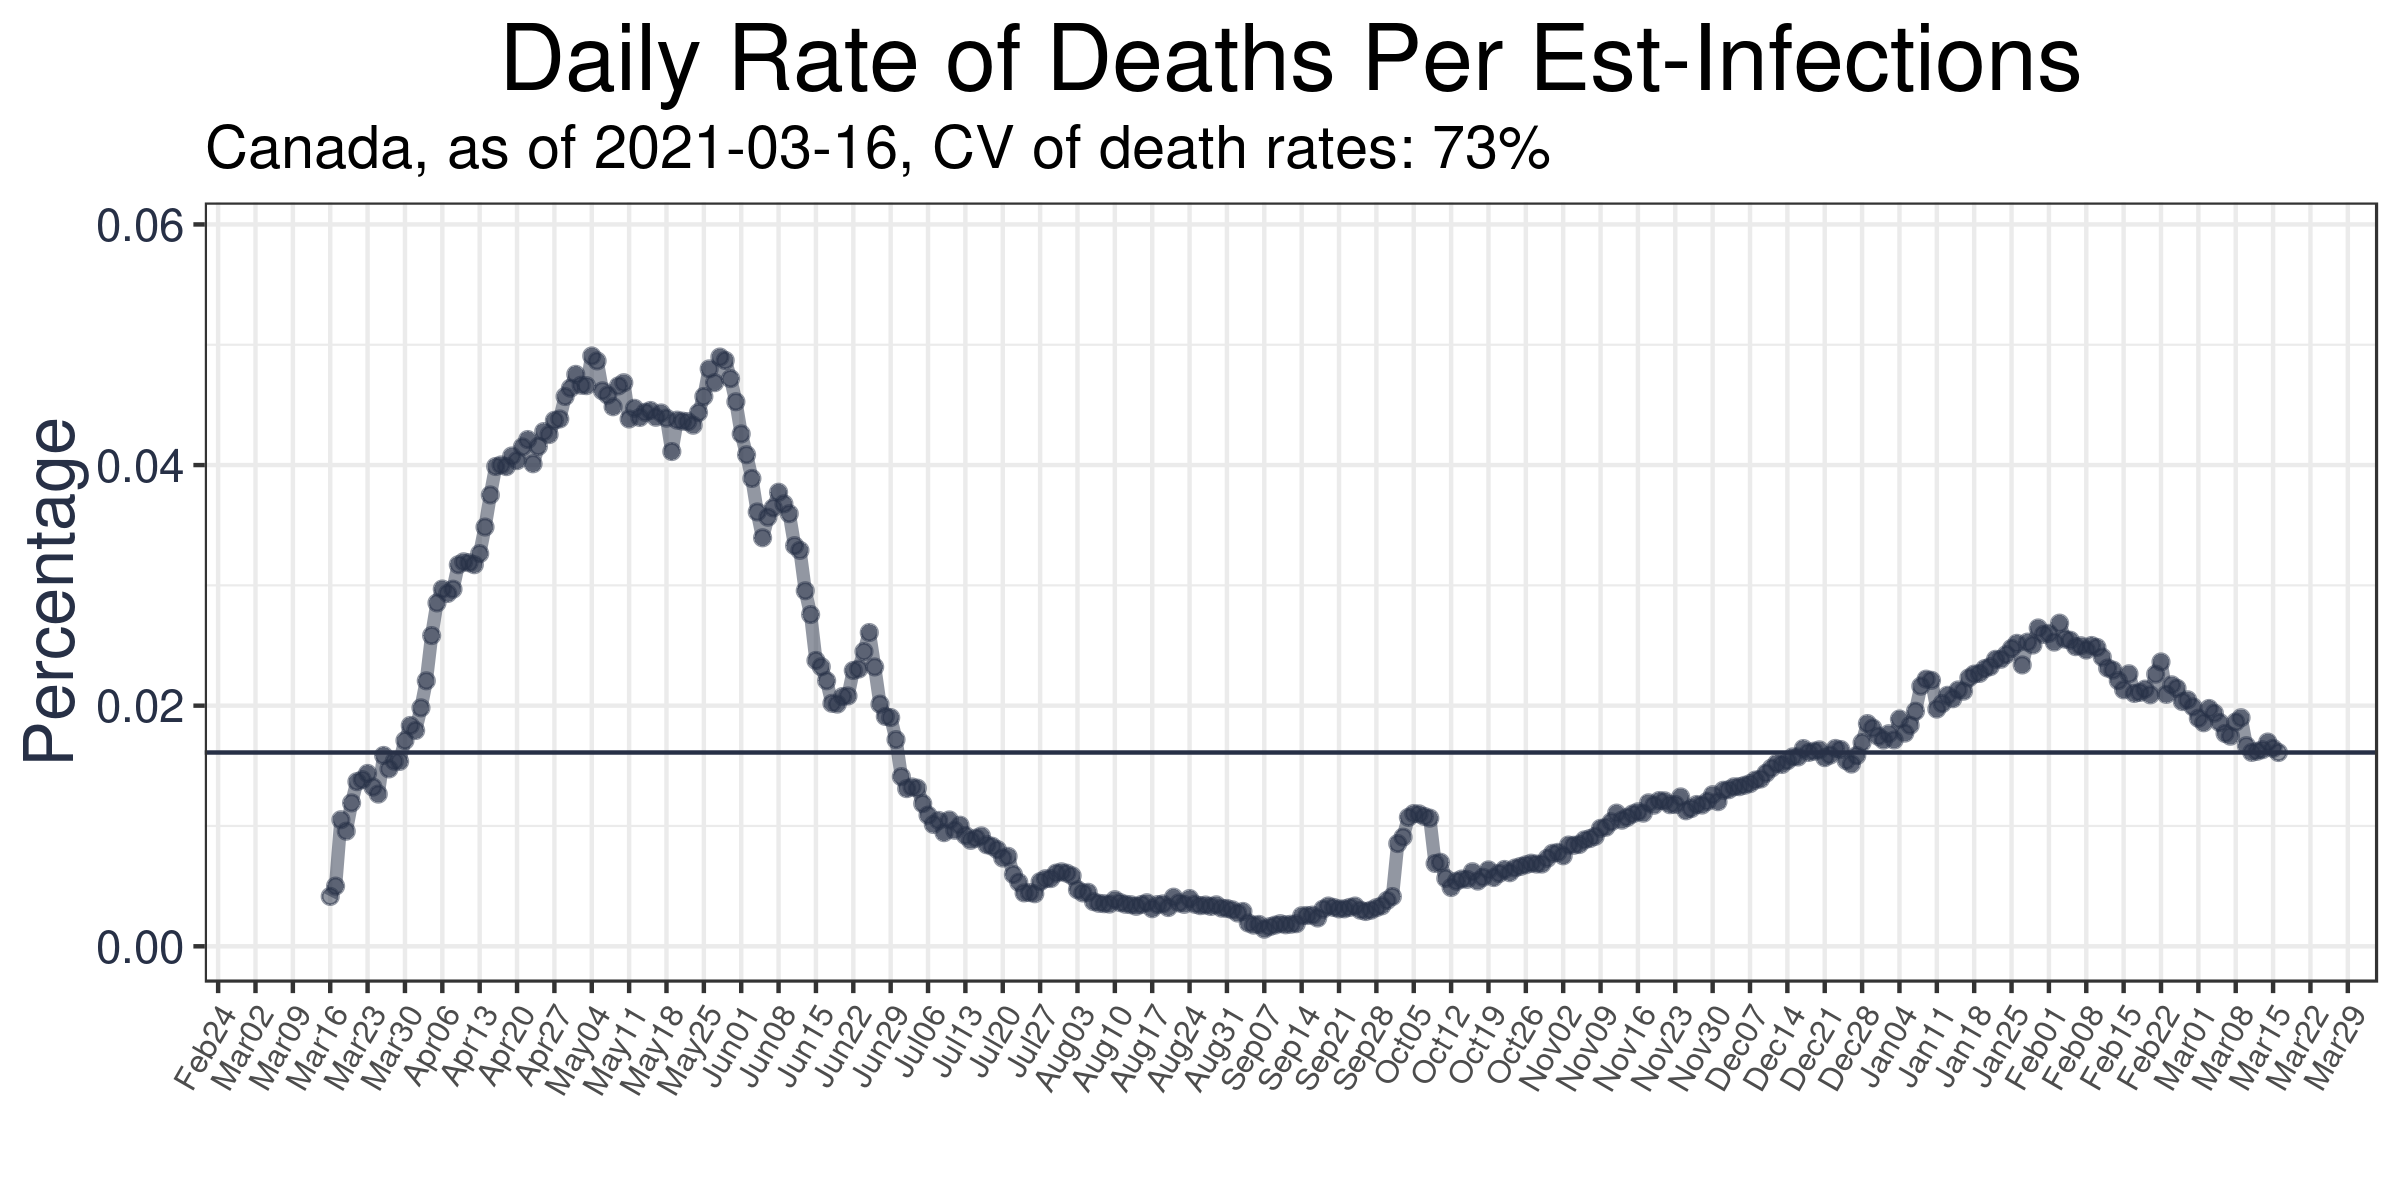 Daily Rate of Deaths Per Est-Infections
Canada, as of 2021-03-16, CV of death rates: 73%
Percentage
0.06
0.04
0.02
0.00
Feb24
Mar02
Mar09
Mar16
Mar23
Mar30
Apr06
Apr13
Apr20
Apr27
May04
May11
May18
May25
Jun01
Jun08
Jun15
Jun22
Jun29
Jul06
Jul13
Jul20
Jul27
Aug03
Aug10
Aug17
Aug24
Aug31
Sep07
Sep14
Sep21
Sep28
Oct05
Oct12
Oct19
Oct26
Nov02
Nov09
Nov16
Nov23
Nov30
Dec07
Dec14
Dec21
Dec28
Jan04
Jan11
Jan18
Jan25
Feb01
Feb08
Feb15
Feb22
Mar01
Mar08
Mar15
Mar22
Mar29